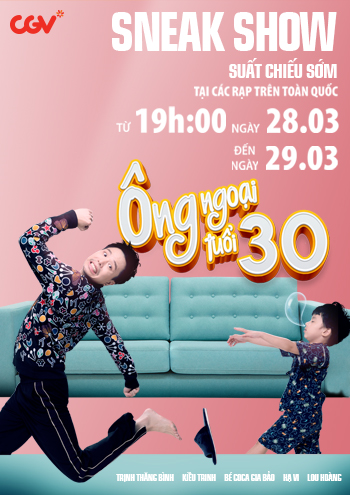 CGV
SNEAK SHOW
SUẤT CHIẾU SỚM
TẠI CÁC RẠP TRÊN TOÀN QUỐC
TỪ 19h:00 NGÀY 28.03
ĐẾN NGÀY 29.03
Ông ngoại
tuổi 30
TRỊNH THĂNG BÌNH KIỀU TRINH BÉ COCA GIA BẢO HẠ VI LOU HOÀNG